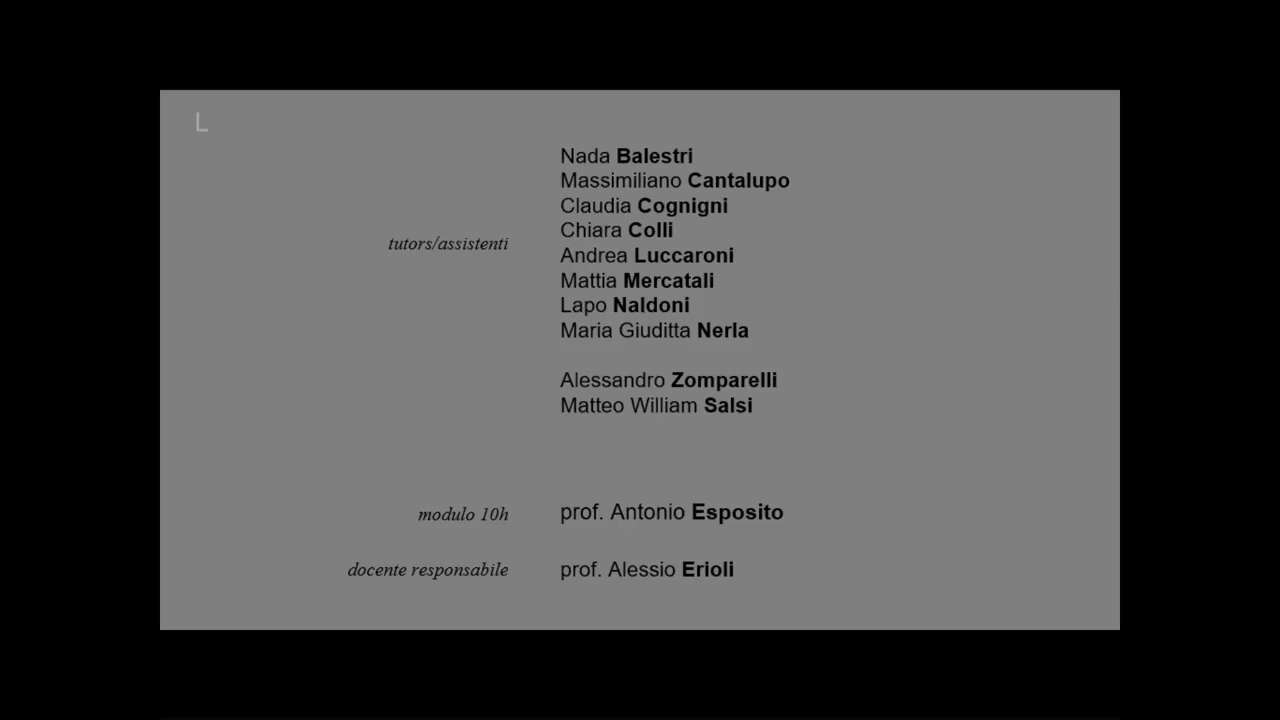 L
Nada Balestri
Massimiliano Cantalupo
Claudia Cognigni
Chiara Colli
tutors/assistenti
Andrea Luccaroni
Mattia Mercatali
Lapo Naldoni
Maria Giuditta Nerla
Alessandro Zomparelli
Matteo William Salsi
modulo 10h prof. Antonio Esposito
docente responsabile prof. Alessio Erioli